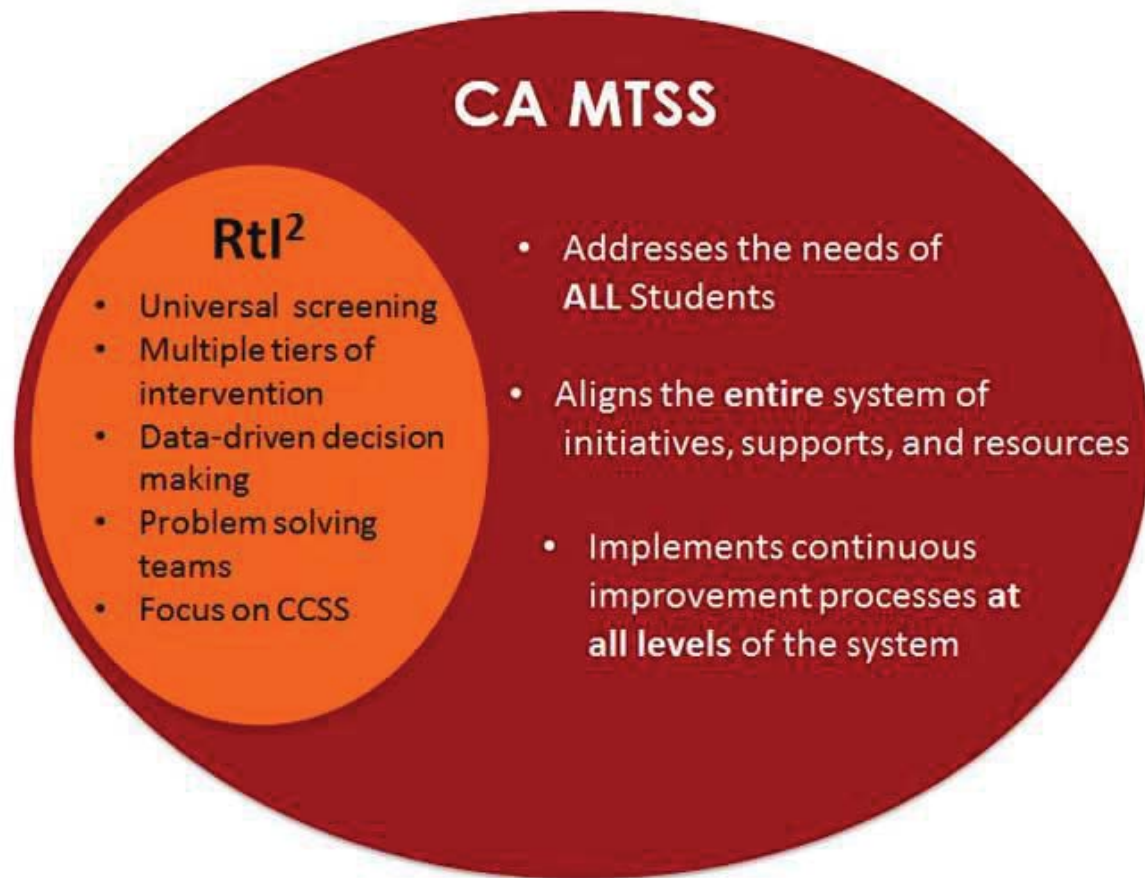 CA MTSS
RtI²
• Universal screening
• Multiple tiers of
intervention
• Data-driven decision
making
• Problem solving
teams
• Focus on CCSS
• Addresses the needs of
ALL Students
• Aligns the entire system of
initiatives, supports, and resources
• Implements continuous
improvement processes at
all levels of the system